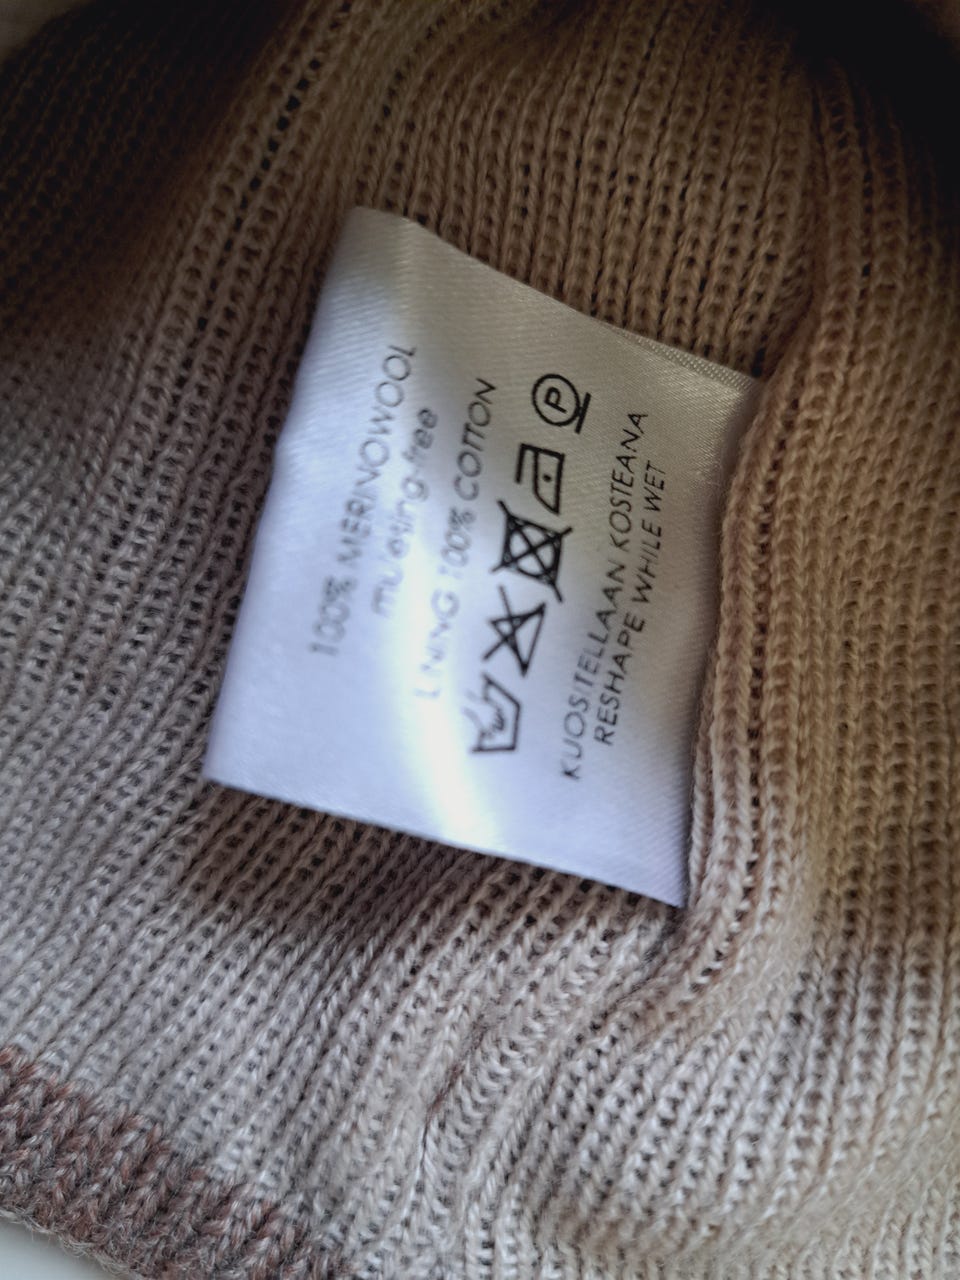 100% MERINOWOOL
mulesing-free
LINING 100% COTTON
P
KUOSITELLAAN KOSTEANA
RESHAPE WHILE WET